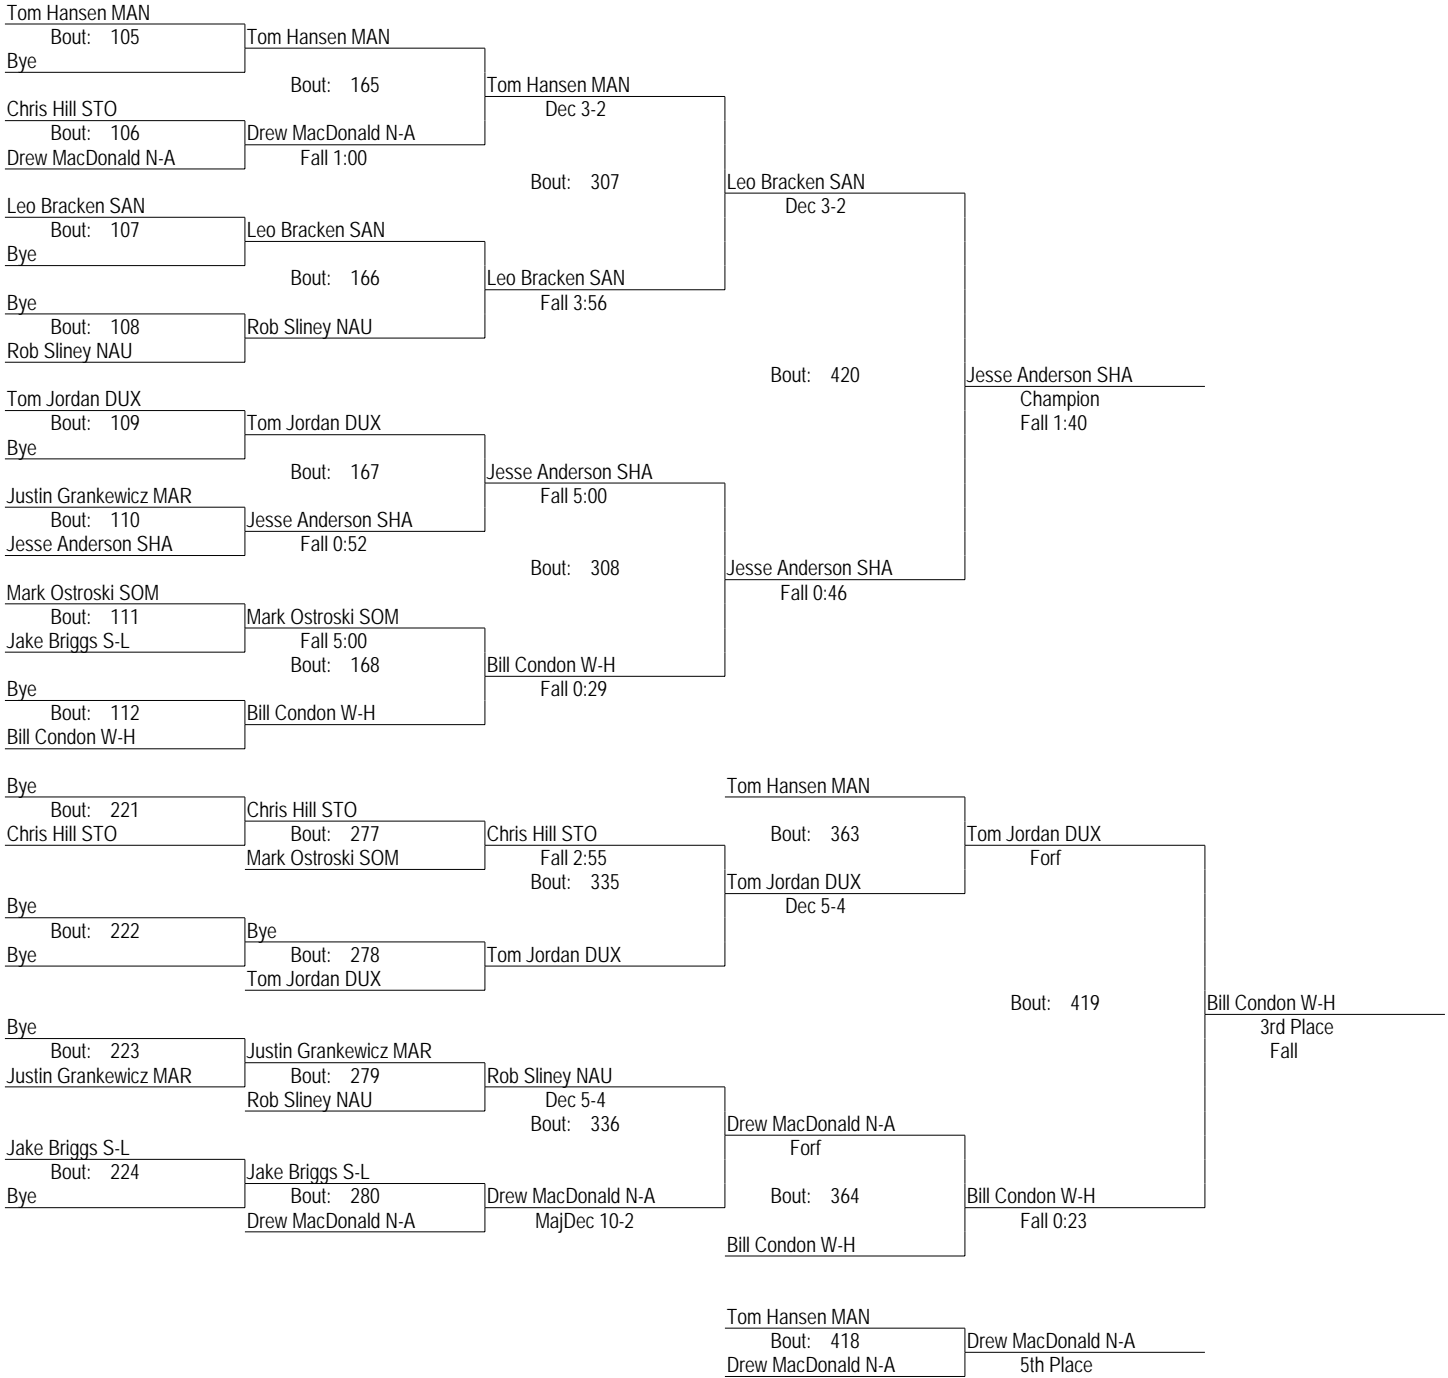 Tom Hansen MAN
Bout: 105 Tom Hansen MAN
Bye
Bout: 165 Tom Hansen MAN
Chris Hill STO Dec 3-2
Bout: 106 Drew MacDonald N-A
Drew MacDonald N-A Fall 1:00
Bout: 307 Leo Bracken SAN
Leo Bracken SAN Dec 3-2
Bout: 107 Leo Bracken SAN
Bye
Bout: 166 Leo Bracken SAN
Bye Fall 3:56
Bout: 108 Rob Sliney NAU
Rob Sliney NAU
Bout: 420 Jesse Anderson SHA
Tom Jordan DUX Champion
Bout: 109 Tom Jordan DUX Fall 1:40
Bye
Bout: 167 Jesse Anderson SHA
Justin Grankewicz MAR Fall 5:00
Bout: 110 Jesse Anderson SHA
Jesse Anderson SHA Fall 0:52
Bout: 308 Jesse Anderson SHA
Mark Ostroski SOM Fall 0:46
Bout: 111 Mark Ostroski SOM
Jake Briggs S-L Fall 5:00
Bout: 168 Bill Condon W-H
Bye Fall 0:29
Bout: 112 Bill Condon W-H
Bill Condon W-H
Bye Tom Hansen MAN
Bout: 221 Chris Hill STO
Chris Hill STO Bout: 277 Chris Hill STO Bout: 363 Tom Jordan DUX
Mark Ostroski SOM Fall 2:55 Forf
Bout: 335 Tom Jordan DUX
Bye Dec 5-4
Bout: 222 Bye
Bye Bout: 278 Tom Jordan DUX
Tom Jordan DUX
Bout: 419 Bill Condon W-H
Bye 3rd Place
Bout: 223 Justin Grankewicz MAR Fall
Justin Grankewicz MAR Bout: 279 Rob Sliney NAU
Rob Sliney NAU Dec 5-4
Bout: 336 Drew MacDonald N-A
Jake Briggs S-L Forf
Bout: 224 Jake Briggs S-L
Bye Bout: 280 Drew MacDonald N-A Bout: 364 Bill Condon W-H
Drew MacDonald N-A MajDec 10-2 Fall 0:23
Bill Condon W-H
Tom Hansen MAN
Bout: 418 Drew MacDonald N-A
Drew MacDonald N-A 5th Place